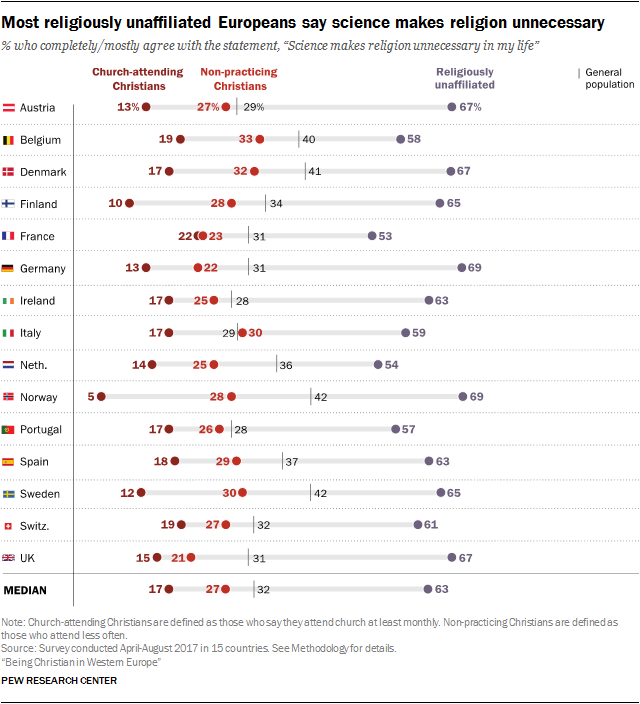 Most religiously unaffiliated Europeans say science makes religion unnecessary
% who completely/mostly agree with the statement, “Science makes religion unnecessary in my life”
Church-attending Christians
Non-practicing Christians
Religiously unaffiliated
General population
Austria 13% 27% 29% 67%
Belgium 19 33 40 58
Denmark 17 32 41 67
Finland 10 28 34 65
France 22 23 31 53
Germany 13 22 31 69
Ireland 17 25 28 63
Italy 17 29 30 59
Neth. 14 25 36 54
Norway 5 28 42 69
Portugal 17 26 28 57
Spain 18 29 37 63
Sweden 12 30 42 65
Switz. 19 27 32 61
UK 15 21 31 67
MEDIAN 17 27 32 63
Note: Church-attending Christians are defined as those who say they attend church at least monthly. Non-practicing Christians are defined as
those who attend less often.
Source: Survey conducted April-August 2017 in 15 countries. See Methodology for details.
“Being Christian in Western Europe”
PEW RESEARCH CENTER